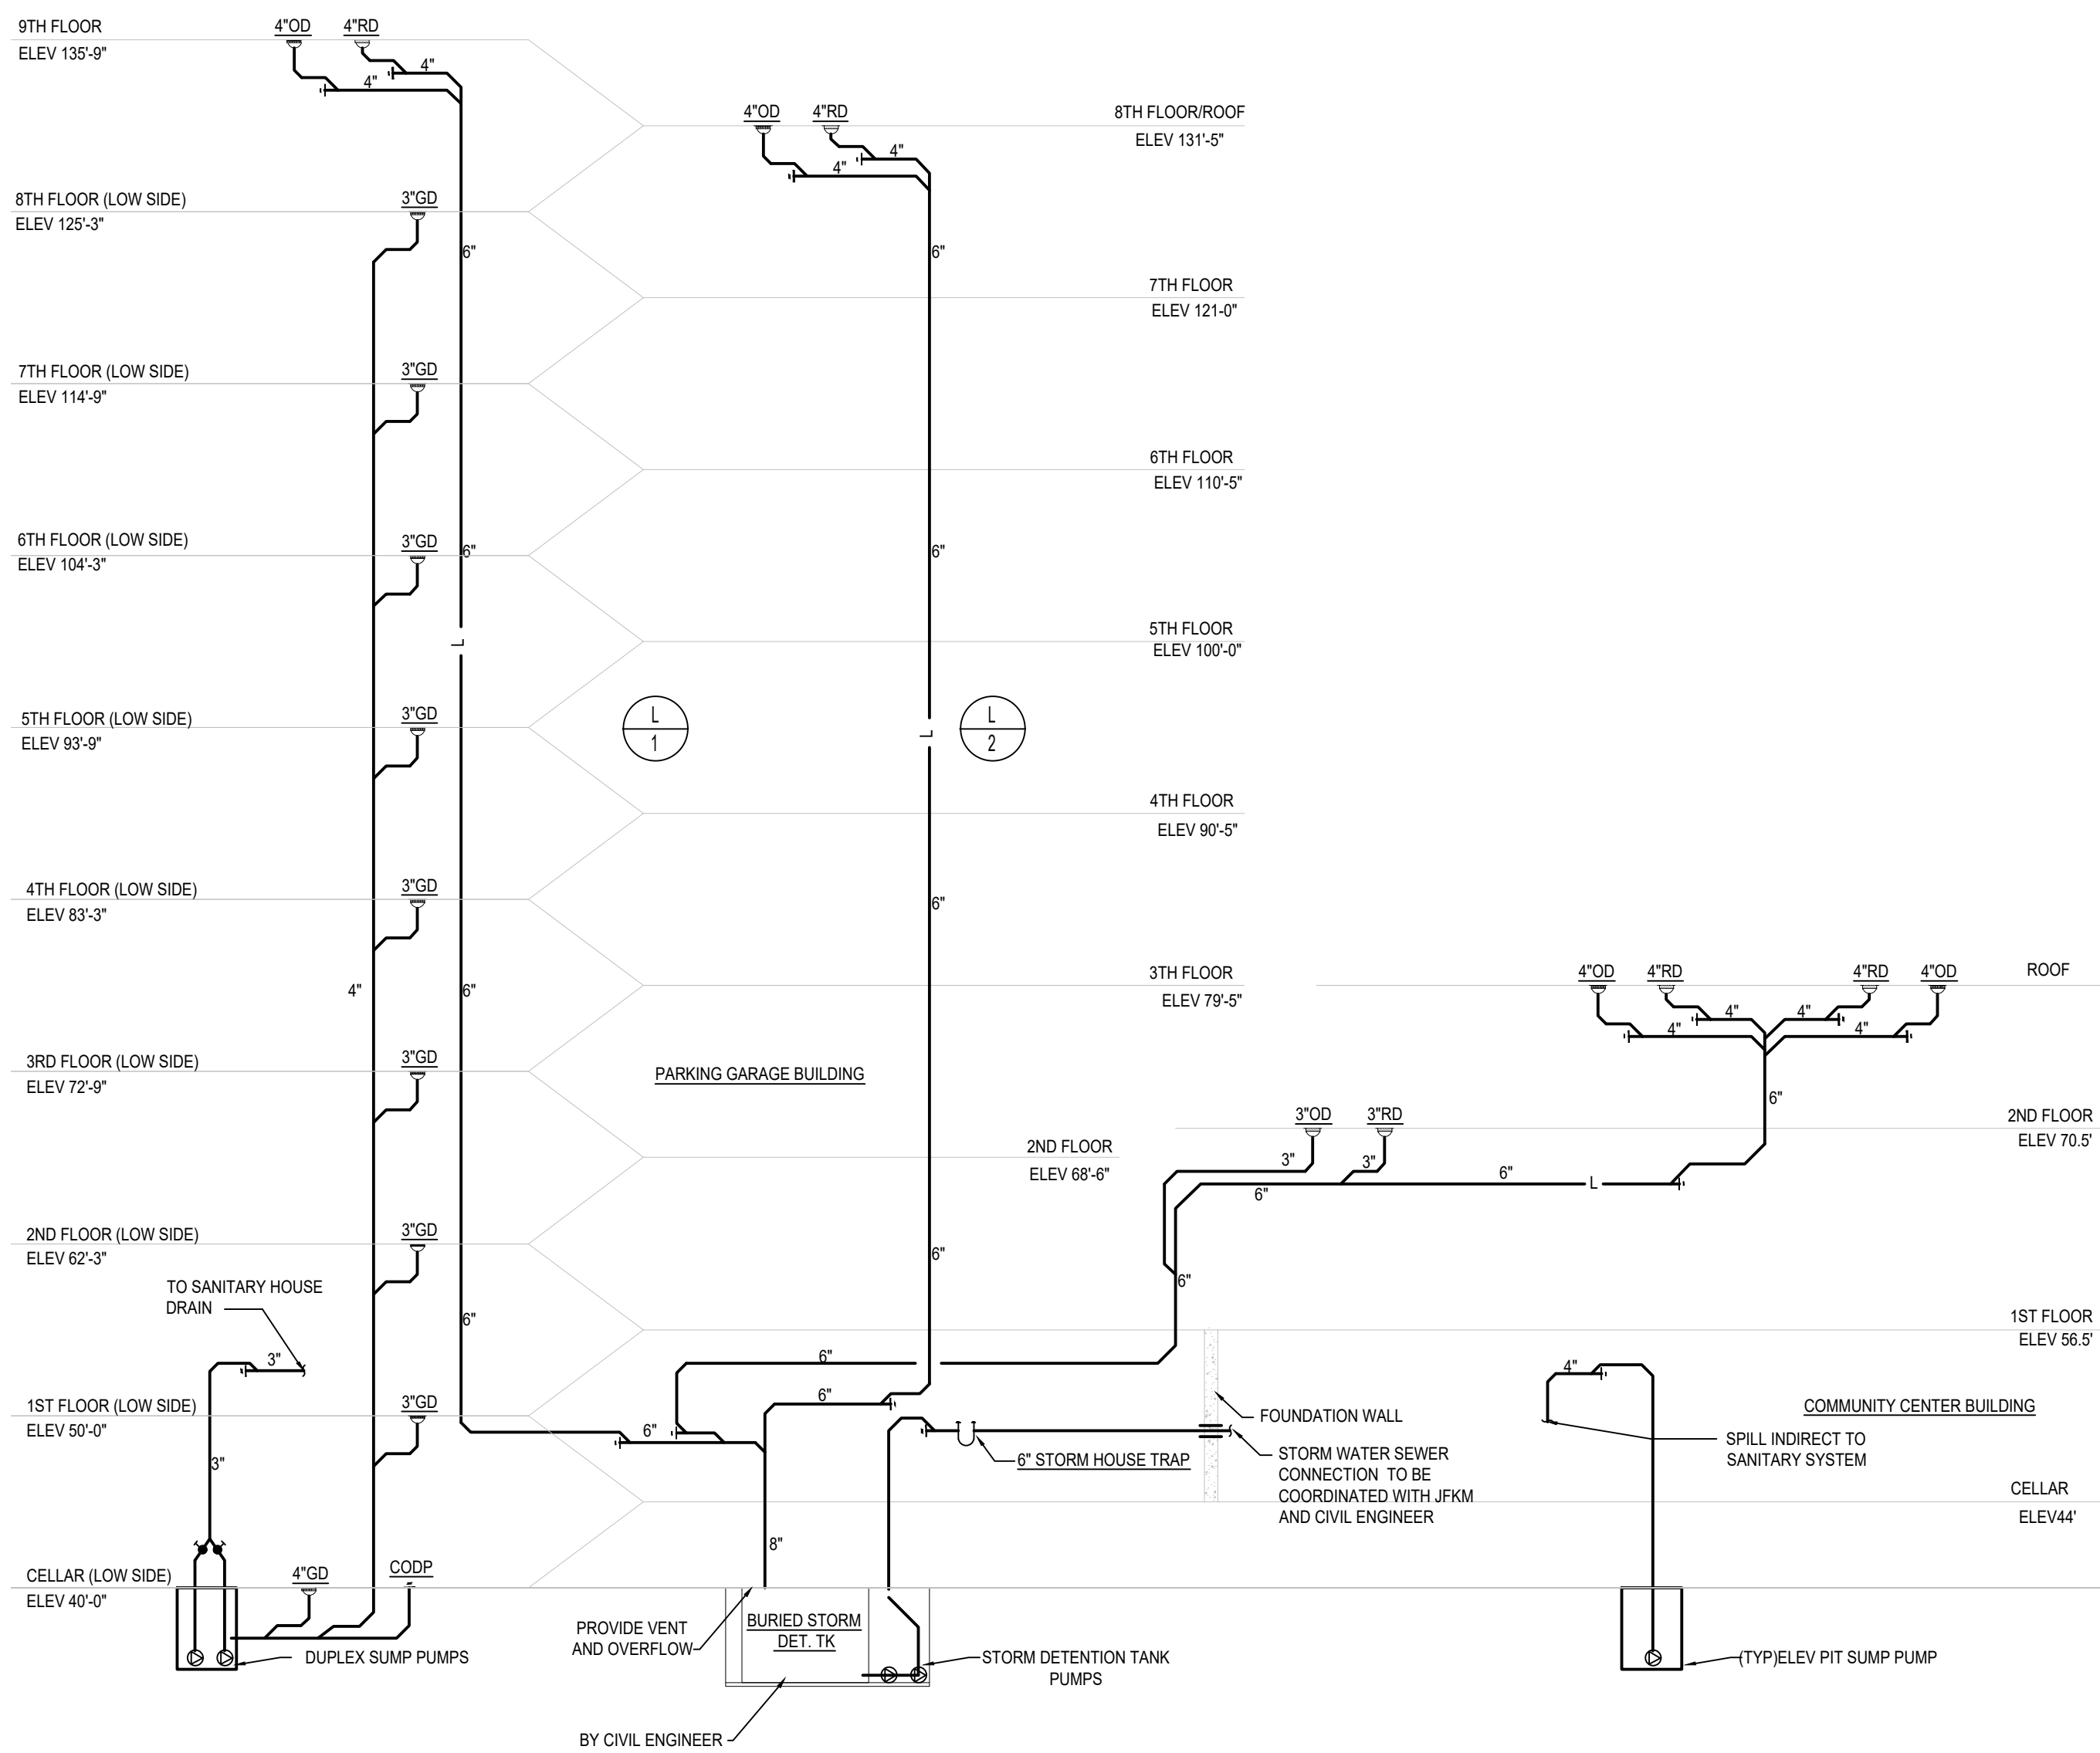 9TH FLOOR
ELEV 135'-9"
4"OD
4"RD
4"
4"
8TH FLOOR/ROOF
ELEV 131'-5"
4"OD
4"RD
4"
4"
8TH FLOOR (LOW SIDE)
ELEV 125'-3"
3"GD
6"
6"
7TH FLOOR
ELEV 121-0"
7TH FLOOR (LOW SIDE)
ELEV 114'-9"
3"GD
6TH FLOOR
ELEV 110'-5"
6TH FLOOR (LOW SIDE)
ELEV 104'-3"
3"GD
6"
6"
5TH FLOOR
ELEV 100'-0"
L
5TH FLOOR (LOW SIDE)
ELEV 93'-9"
3"GD
L
1
L
L
2
4TH FLOOR
ELEV 90'-5"
4TH FLOOR (LOW SIDE)
ELEV 83'-3"
3"GD
6"
3TH FLOOR
ELEV 79'-5"
4"
6"
4"OD
4"RD
4"RD
4"OD
ROOF
4"
4"
4"
4"
3RD FLOOR (LOW SIDE)
ELEV 72'-9"
3"GD
PARKING GARAGE BUILDING
6"
3"OD
3"RD
2ND FLOOR
ELEV 70.5'
2ND FLOOR
ELEV 68'-6"
3"
3"
6"
6"
L
2ND FLOOR (LOW SIDE)
ELEV 62'-3"
3"GD
6"
6"
TO SANITARY HOUSE
DRAIN
6"
1ST FLOOR
ELEV 56.5'
3"
6"
4"
1ST FLOOR (LOW SIDE)
ELEV 50'-0"
3"GD
6"
6"
FOUNDATION WALL
COMMUNITY CENTER BUILDING
3"
6" STORM HOUSE TRAP
STORM WATER SEWER
CONNECTION TO BE
COORDINATED WITH JFKM
AND CIVIL ENGINEER
SPILL INDIRECT TO
SANITARY SYSTEM
CELLAR
ELEV44'
8"
CELLAR (LOW SIDE)
ELEV 40'-0"
4"GD
CODP
DUPLEX SUMP PUMPS
PROVIDE VENT
AND OVERFLOW
BURIED STORM
DET. TK
STORM DETENTION TANK
PUMPS
(TYP)ELEV PIT SUMP PUMP
BY CIVIL ENGINEER